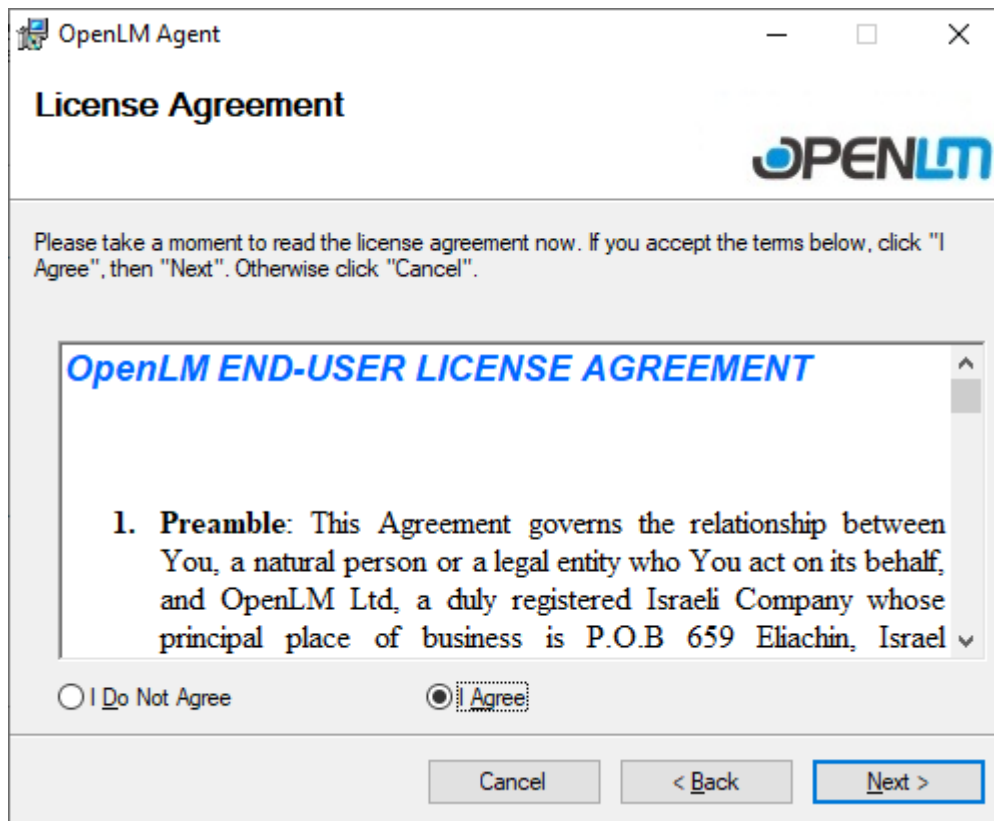 OpenLM Agent
License Agreement
OPENLM
Please take a moment to read the license agreement now. If you accept the terms below, click "I
Agree", then "Next". Otherwise click "Cancel".
OpenLM END-USER LICENSE AGREEMENT
1. Preamble: This Agreement governs the relationship between
You, a natural person or a legal entity who You act on its behalf,
and OpenLM Ltd, a duly registered Israeli Company whose
principal place of business is P.O.B 659 Eliachin, Israel
I Do Not Agree
I Agree
Cancel
< Back
Next >